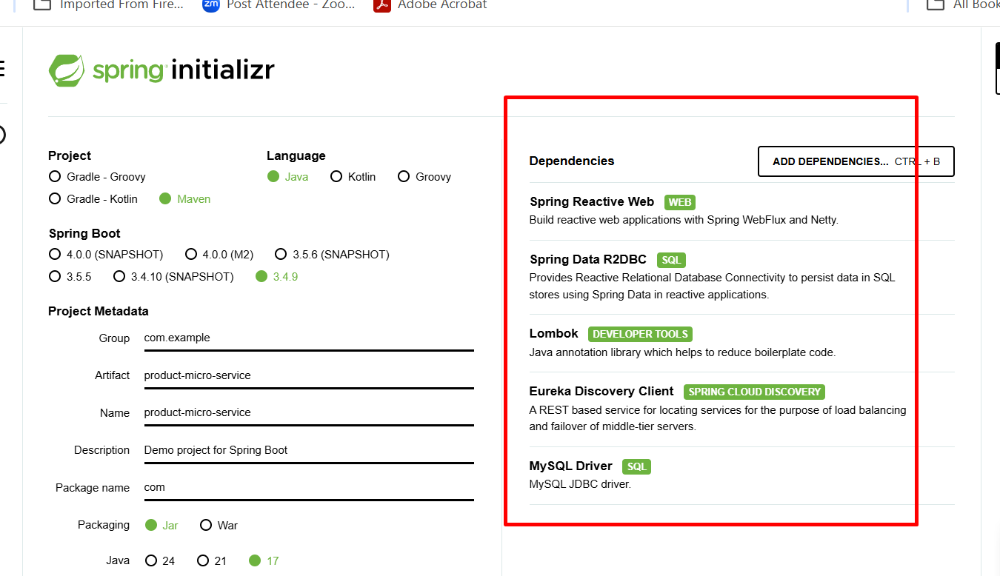 Imported From Fire...
zm Post Attendee - Zoo...
Adobe Acrobat
All Book
spring initializr
Project
Gradle - Groovy
Gradle - Kotlin
Maven
Language
Java
Kotlin
Groovy
Spring Boot
4.0.0 (SNAPSHOT)
4.0.0 (M2)
3.5.6 (SNAPSHOT)
3.5.5
3.4.10 (SNAPSHOT)
3.4.9
Project Metadata
Group com.example
Artifact product-micro-service
Name product-micro-service
Description Demo project for Spring Boot
Package name com
Packaging Jar War
Java 24 21 17
Dependencies
ADD DEPENDENCIES... CTRL + B
Spring Reactive Web WEB
Build reactive web applications with Spring WebFlux and Netty.
Spring Data R2DBC SQL
Provides Reactive Relational Database Connectivity to persist data in SQL
stores using Spring Data in reactive applications.
Lombok DEVELOPER TOOLS
Java annotation library which helps to reduce boilerplate code.
Eureka Discovery Client SPRING CLOUD DISCOVERY
A REST based service for locating services for the purpose of load balancing
and failover of middle-tier servers.
MySQL Driver SQL
MySQL JDBC driver.